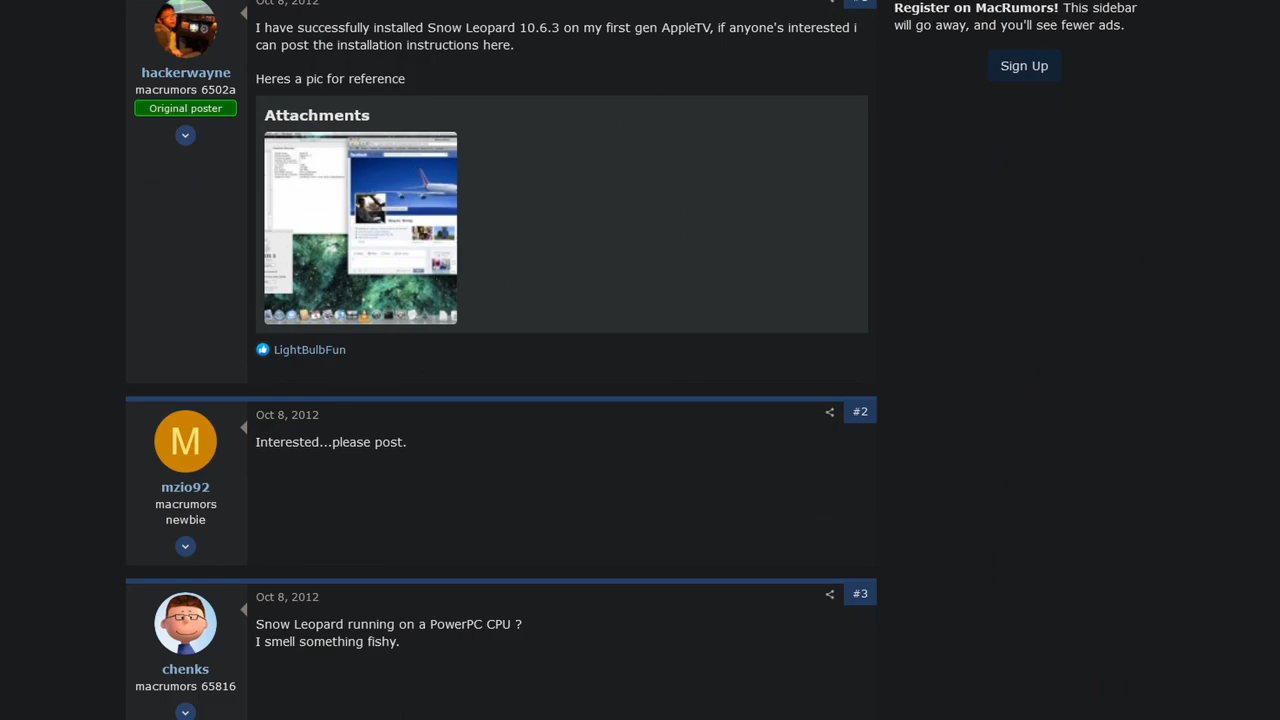 Oct 8, 2012
I have successfully installed Snow Leopard 10.6.3 on my first gen AppleTV, if anyone's interested i
can post the installation instructions here.
Heres a pic for reference
hackerwayne
macrumors 6502a
Original poster
Attachments
LightBulbFun
Register on MacRumors! This sidebar
will go away, and you'll see fewer ads.
Sign Up
Oct 8, 2012
#2
M
mzio92
macrumors
newbie
Interested...please post.
Oct 8, 2012
#3
chenks
macrumors 65816
Snow Leopard running on a PowerPC CPU ?
I smell something fishy.